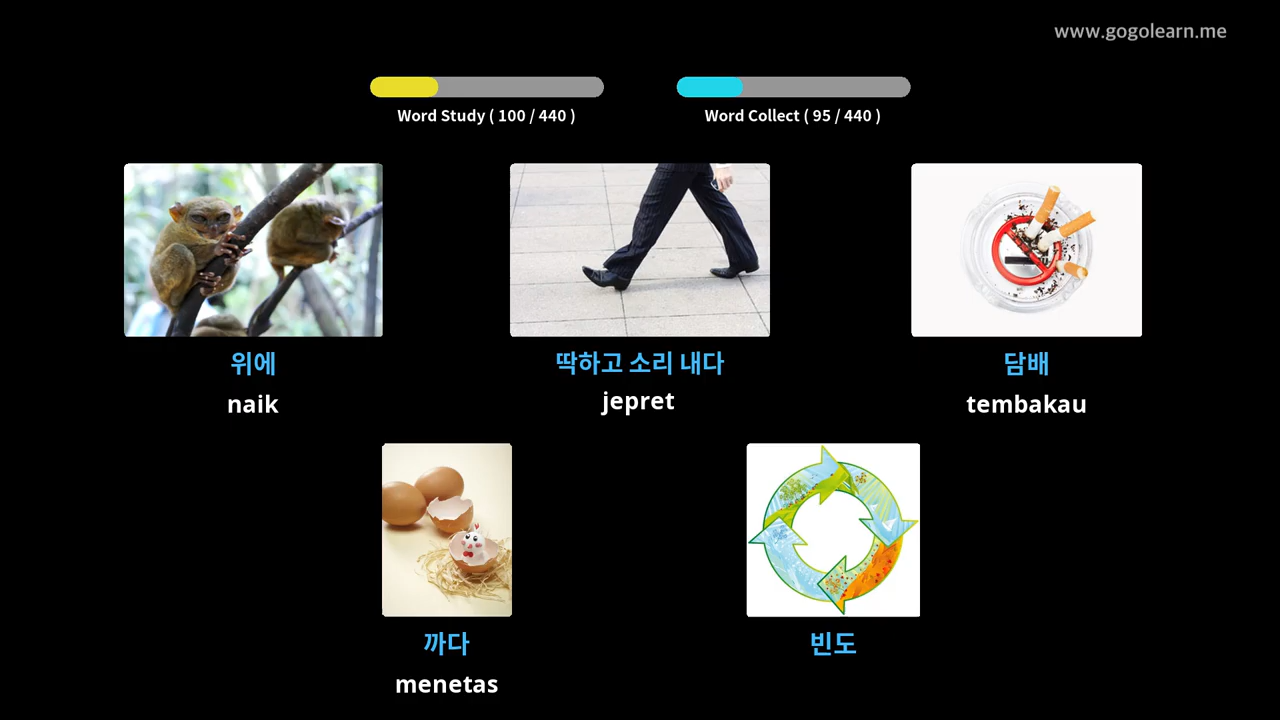 www.gogolearn.me
Word Study ( 100 / 440 )
Word Collect ( 95 / 440 )
위에
naik
딱하고 소리 내다
jepret
담배
tembakau
까다
menetas
빈도